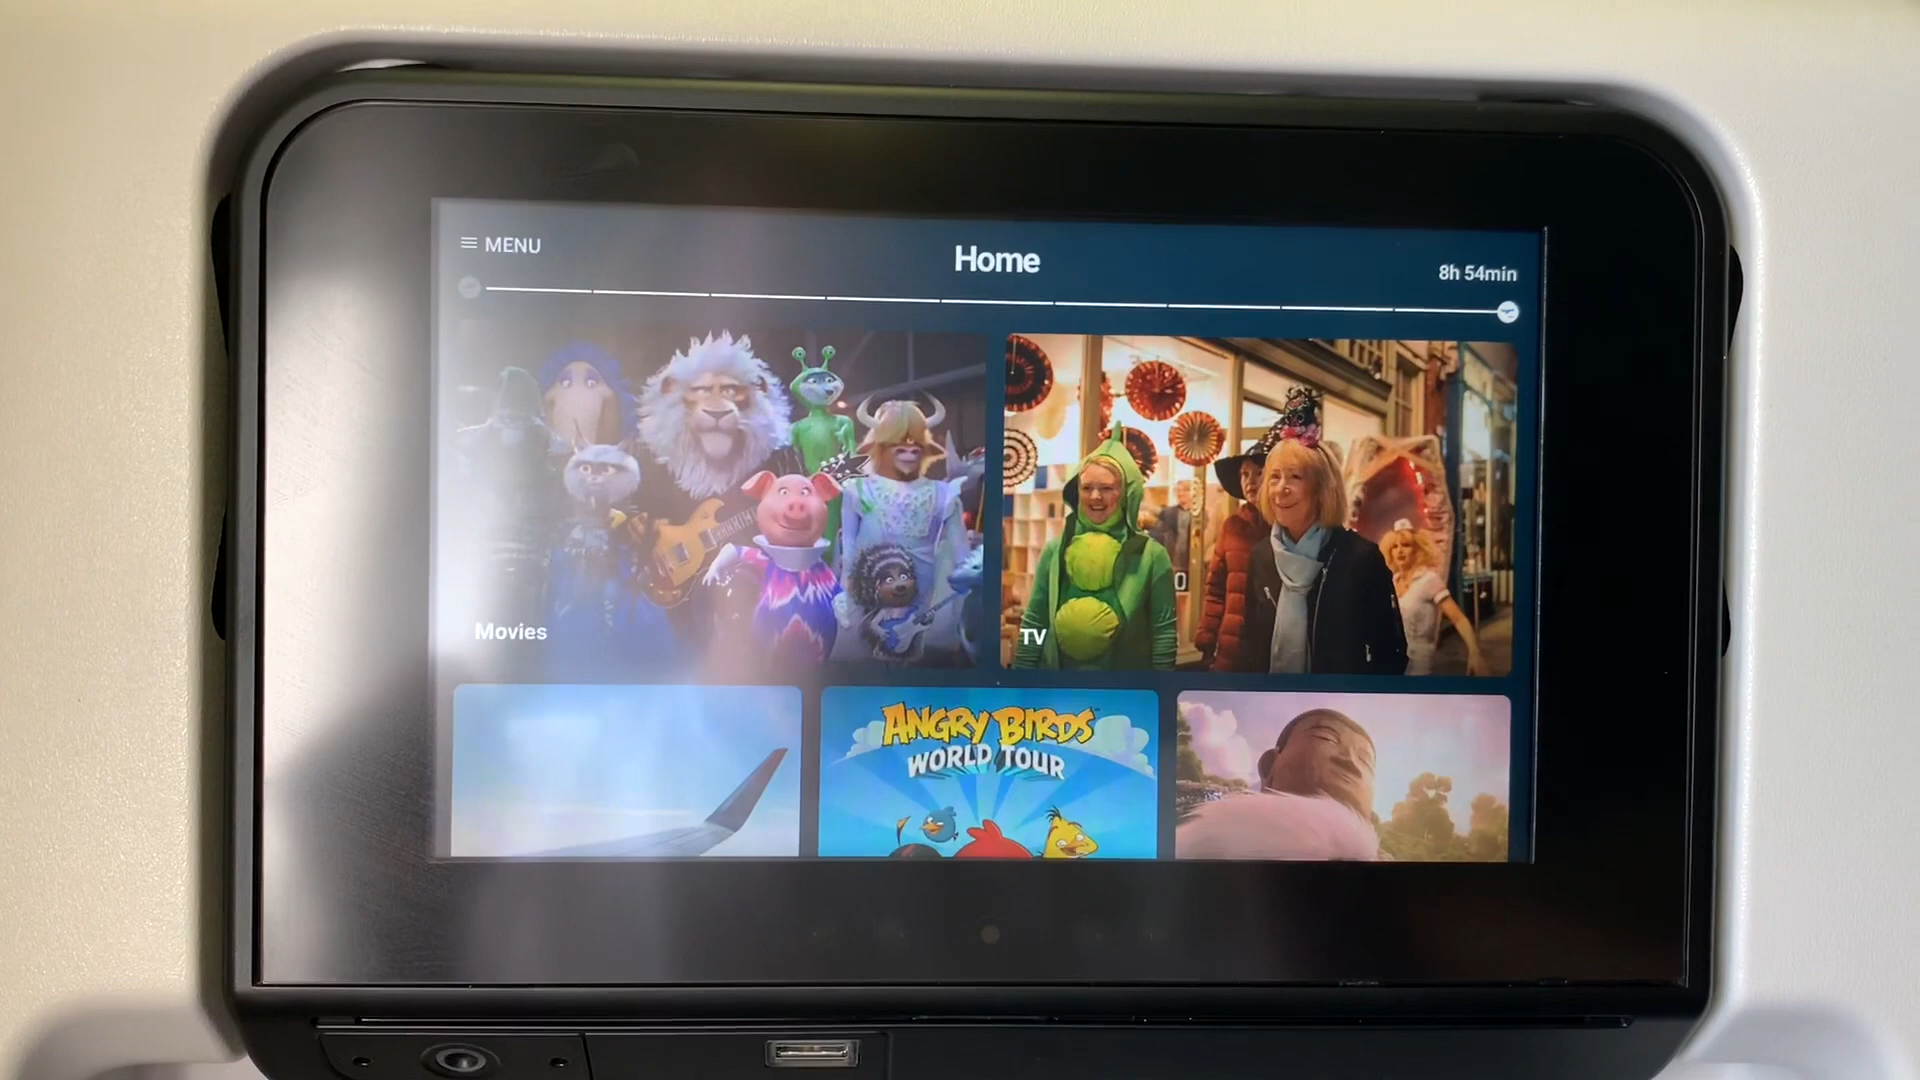 MENU
Home
8h 54min
Movies
TV
ANGRY BIRDS
WORLD TOUR